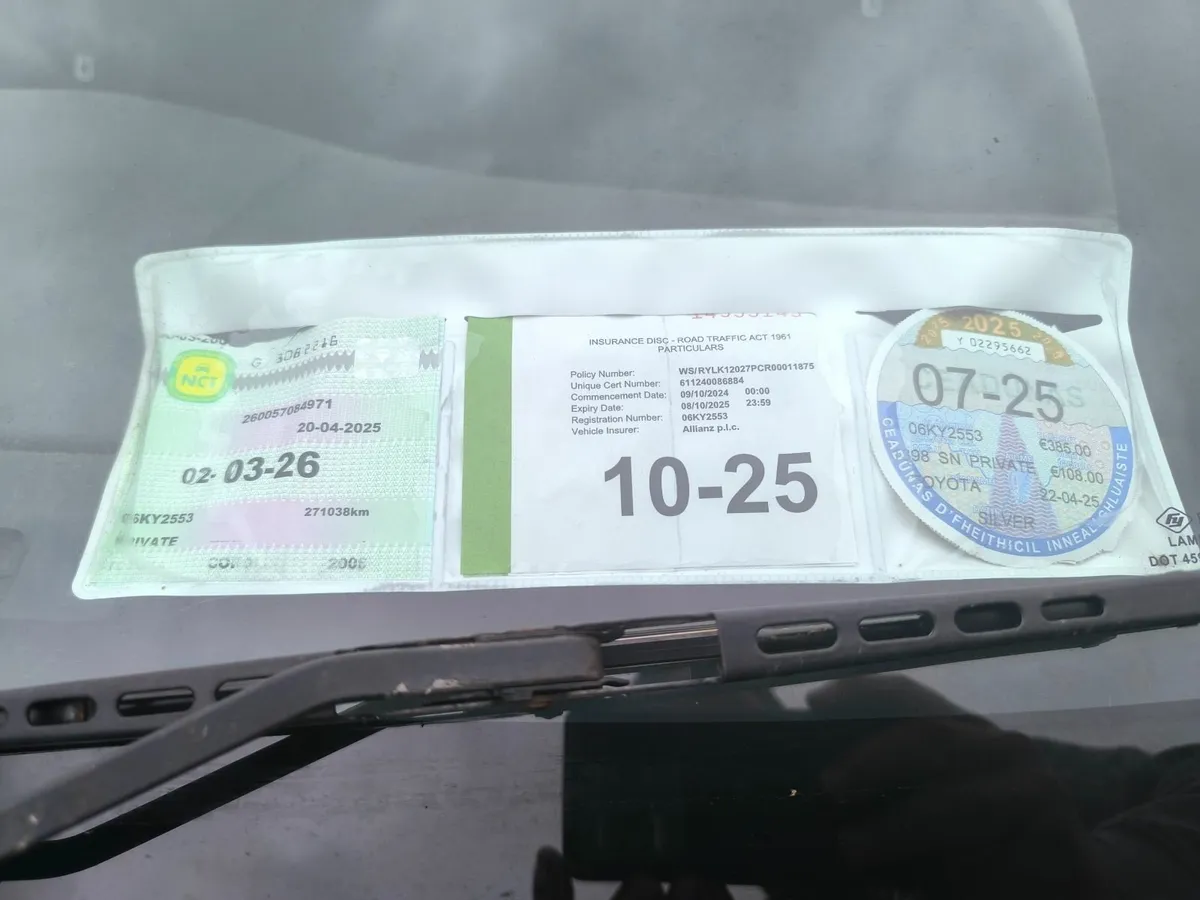 NCT
260057084971
20-04-2025
02-03-26
06KY2553
271038km
2006
INSURANCE DISC - ROAD TRAFFIC ACT 1961
PARTICULARS
Policy Number: WS/RYLK12027PCR00011875
Unique Cert Number: 611240086884
Commencement Date: 09/10/2024 00:00
Expiry Date: 08/10/2025 23:59
Registration Number: 06KY2553
Vehicle Insurer: Allianz p.l.c.
10-25
2025
Y 02295662
07-25
06KY2553
€385.00
98 SN PRIVATE
€108.00
22-04-25
SILVER
CEADÚNAS D'FHEITHICIL INNEALGHLUAISTE